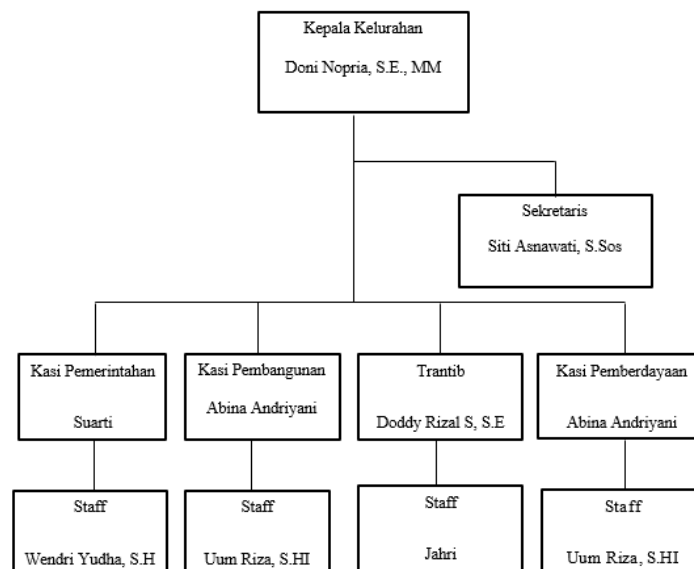 Kepala Kelurahan
Doni Nopria, S.E., MM
Sekretaris
Siti Asnawati, S.Sos
Kasi Pemerintahan
Suarti
Kasi Pembangunan
Abina Andriyani
Trantib
Doddy Rizal S, S.E
Kasi Pemberdayaan
Abina Andriyani
Staff
Wendri Yudha, S.H
Staff
Uum Riza, S.HI
Staff
Jahri
Staff
Uum Riza, S.HI